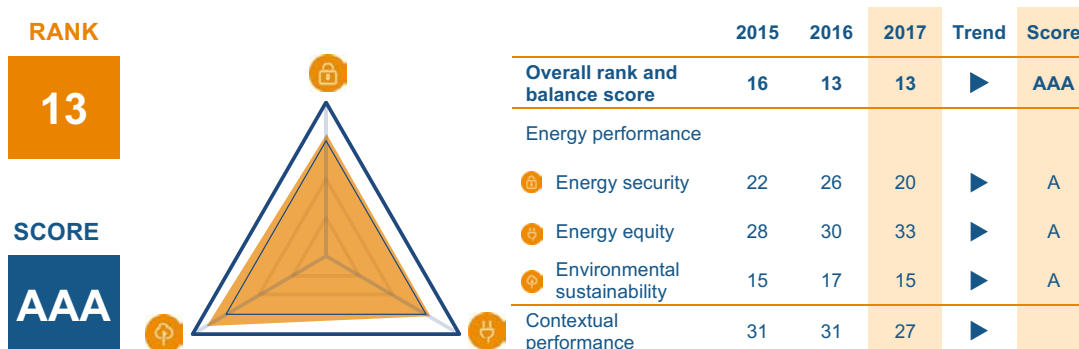 RANK
13
SCORE
AAA
2015 2016 2017 Trend Score
Overall rank and
balance score 16 13 13 AAA
Energy performance
Energy security 22 26 20 A
Energy equity 28 30 33 A
Environmental
sustainability 15 17 15 A
Contextual
performance 31 31 27